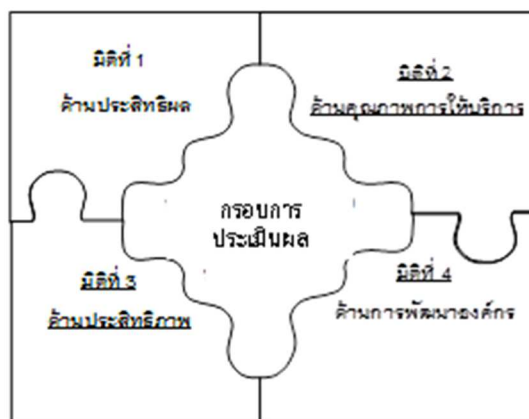 มิติที่ 1
ด้านประสิทธิผล
มิติที่ 2
ด้านคุณภาพการให้บริการ
กรอบการ
ประเมินผล
มิติที่ 3
ด้านประสิทธิภาพ
มิติที่ 4
ด้านการพัฒนาองค์กร